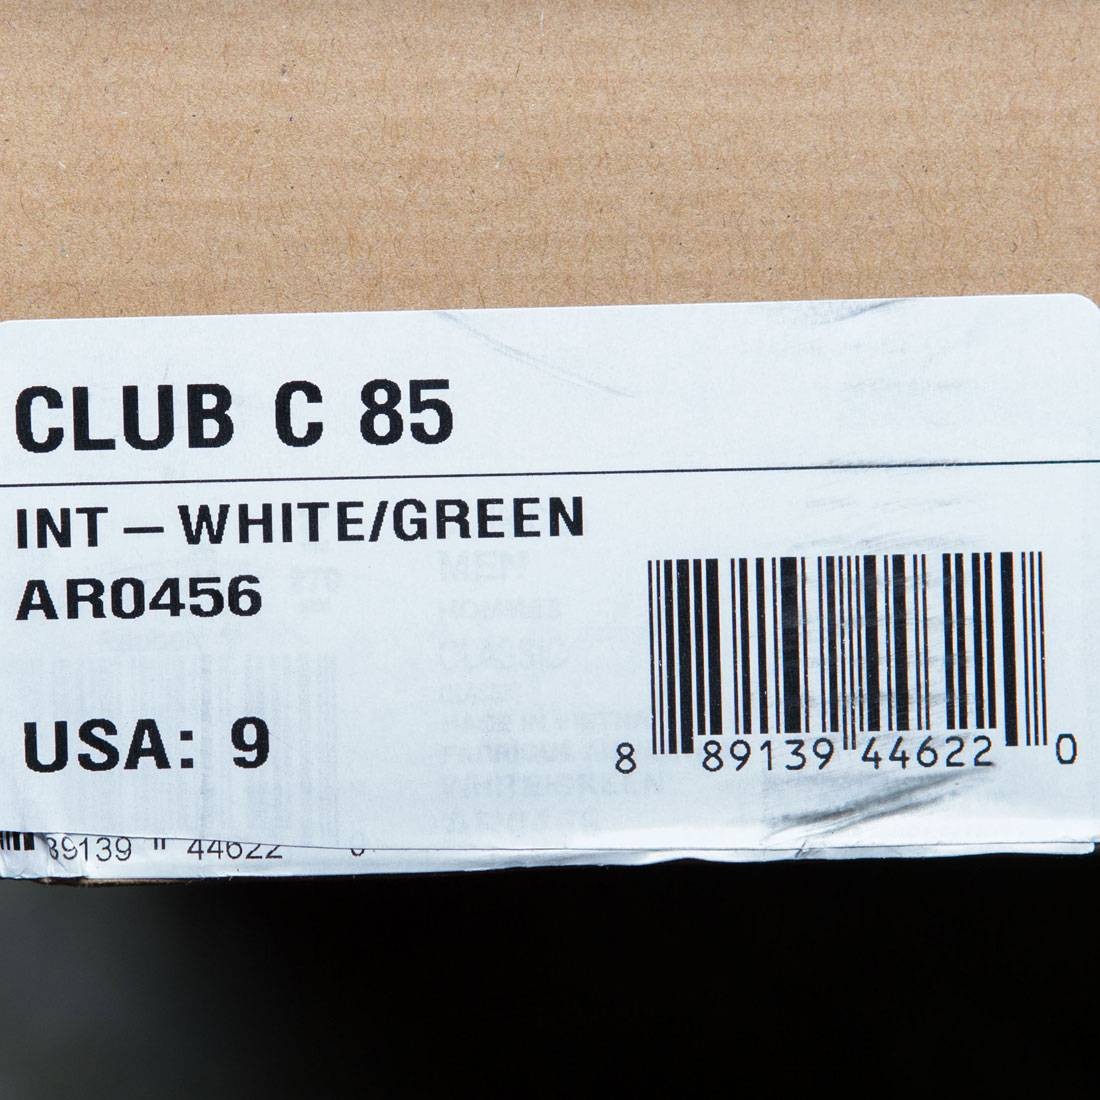 CLUB C 85
INT – WHITE/GREEN
AR0456
USA: 9
8 89139 44622 0
89139 44622 0